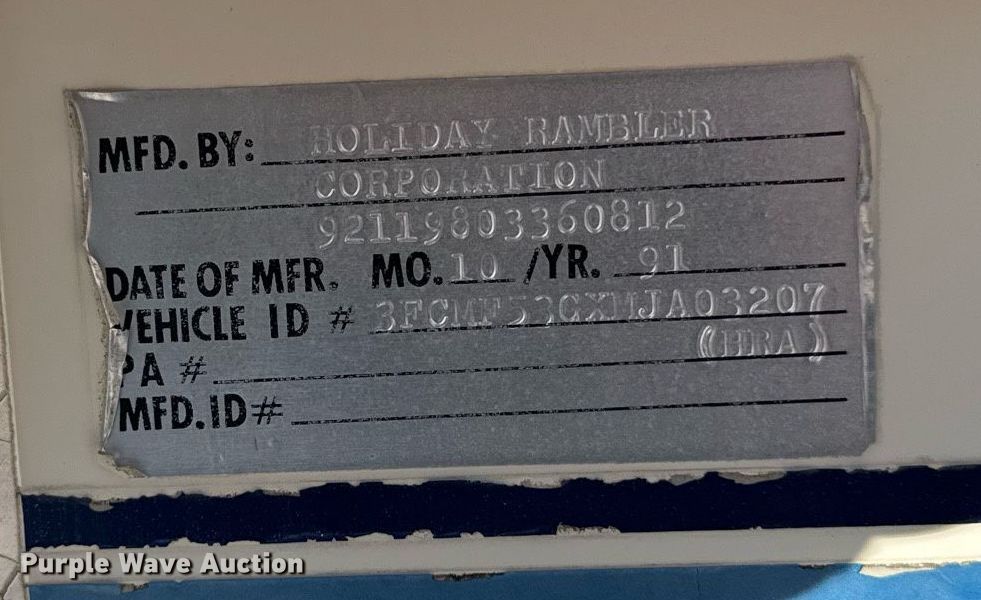 MFD. BY: HOLIDAY RAMBLER
CORPORATION
92119803360812
DATE OF MFR. MO. 10 /YR. 91
VEHICLE ID # 3FCMF53GXMJA03207
(HRA)
PA #
MFD. ID #
Purple Wave Auction